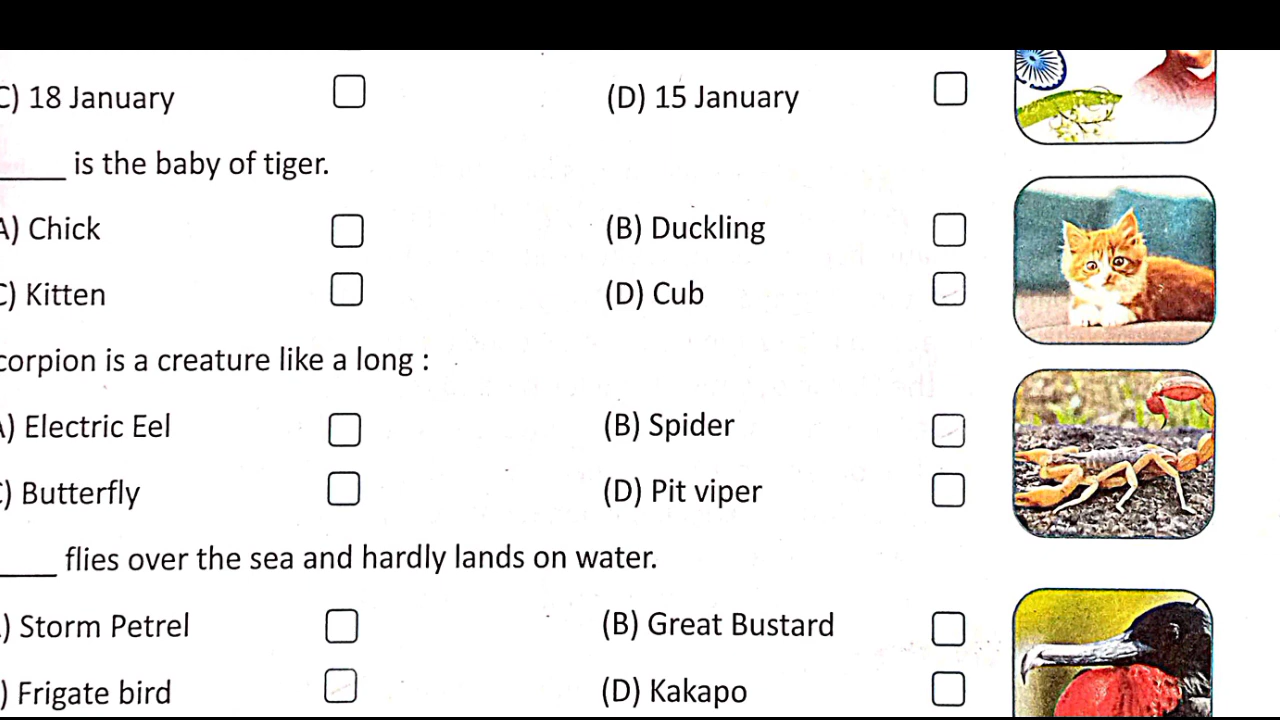 C) 18 January (D) 15 January
_____ is the baby of tiger.
A) Chick (B) Duckling
C) Kitten (D) Cub
corpion is a creature like a long :
A) Electric Eel (B) Spider
C) Butterfly (D) Pit viper
_____ flies over the sea and hardly lands on water.
) Storm Petrel (B) Great Bustard
) Frigate bird (D) Kakapo